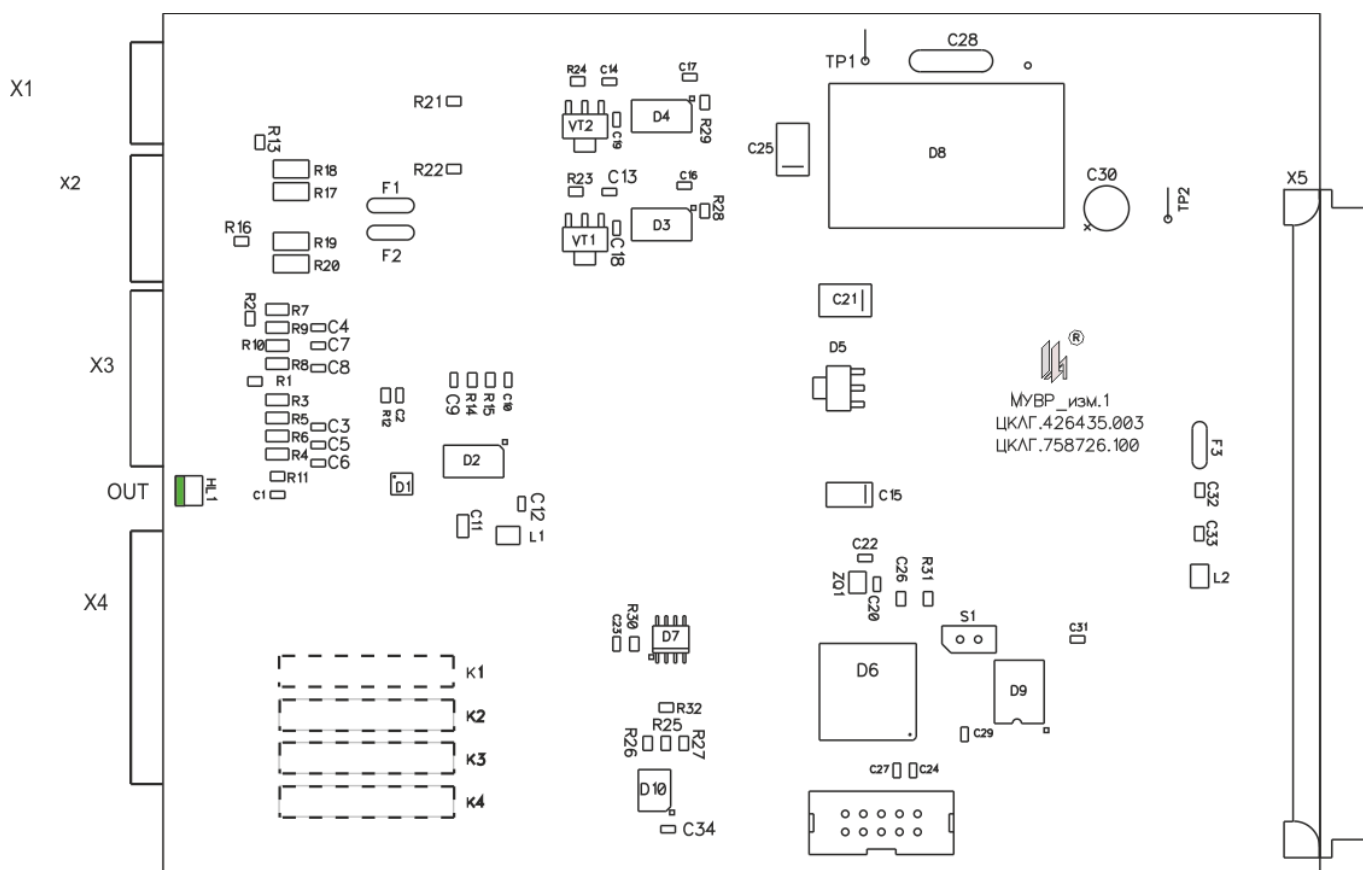 C28
TP1
X1
R24
C14
C17
R21
D4
VT2
C19
R29
R13
C25
D8
R18
R22
X2
R17
F1
R23
C13
C16
C30
TP2
X5
R28
D3
R16
R19
F2
VT1
C18
R20
C21
R2
R7
R9
C4
R10
C7
D5
®
X3
R8
C8
R1
R3
МУВР_изм.1
R12
C2
C9
R14
R15
C10
R5
C3
ЦКЛГ.426435.003
R6
C5
ЦКЛГ.758726.100
F3
R4
C6
D2
R11
OUT
HL1
C1
D1
C15
C32
C12
C11
L1
C33
C22
C26
R31
ZQ1
C20
L2
X4
S1
C23
R30
D7
C31
K1
D6
D9
R32
K2
R25
R26
R27
C29
K3
C27
C24
D10
K4
C34